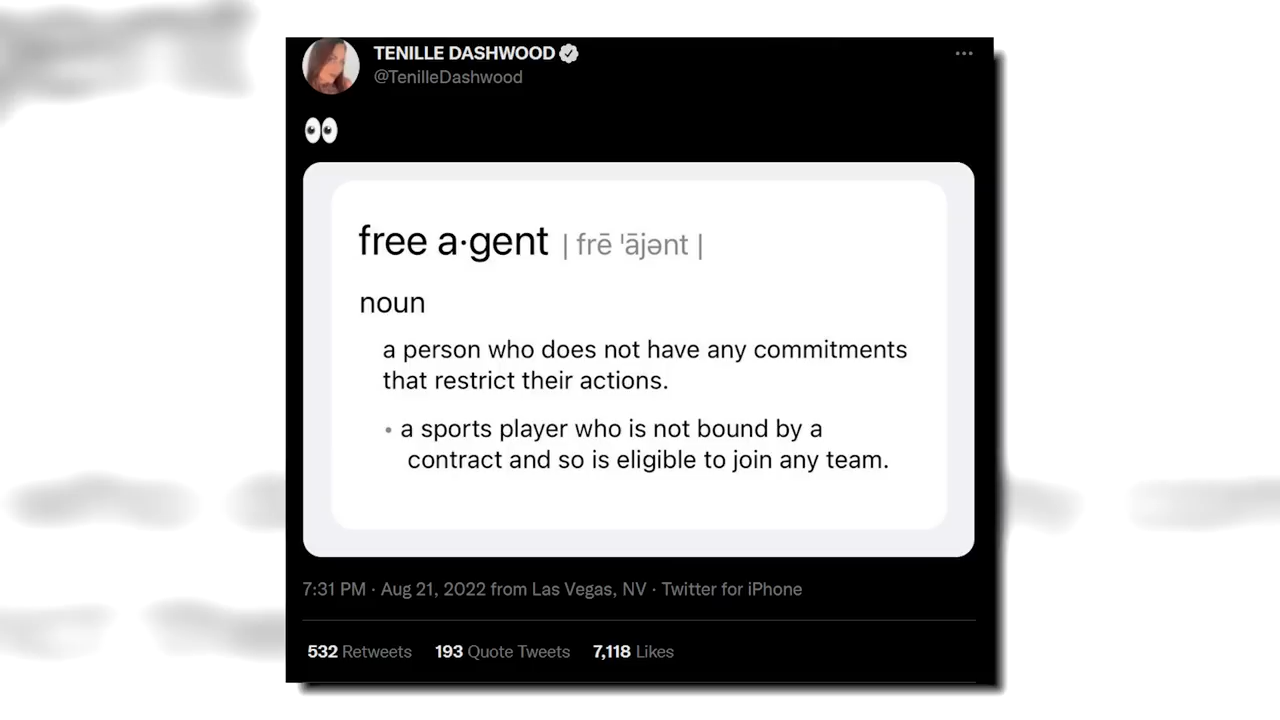 TENILLE DASHWOOD
@TenilleDashwood
👀
free a·gent | frē 'ājənt |
noun
a person who does not have any commitments
that restrict their actions.
• a sports player who is not bound by a
contract and so is eligible to join any team.
7:31 PM · Aug 21, 2022 from Las Vegas, NV · Twitter for iPhone
532 Retweets 193 Quote Tweets 7,118 Likes